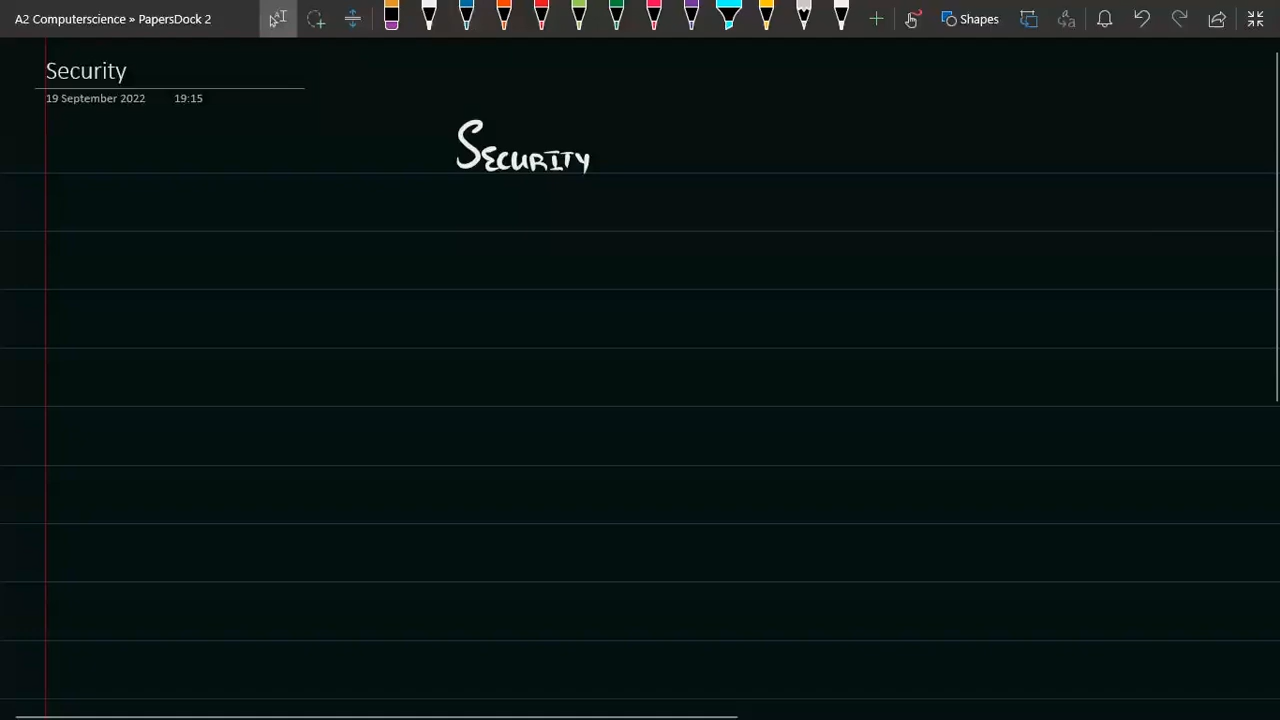 A2 Computerscience » PapersDock 2
Shapes
Security
19 September 2022 19:15
SECURITY